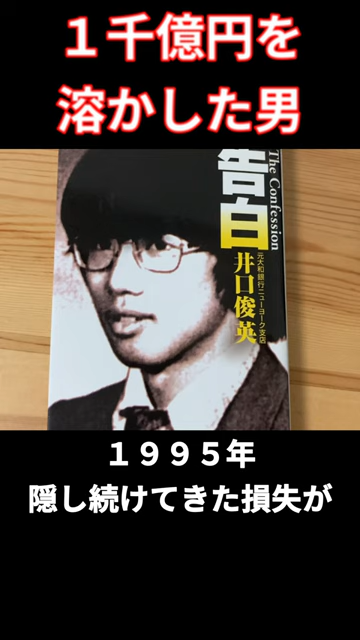 １千億円を
溶かした男
告白
The Confession
元大和銀行ニューヨーク支店
井口俊英
１９９５年
隠し続けてきた損失が